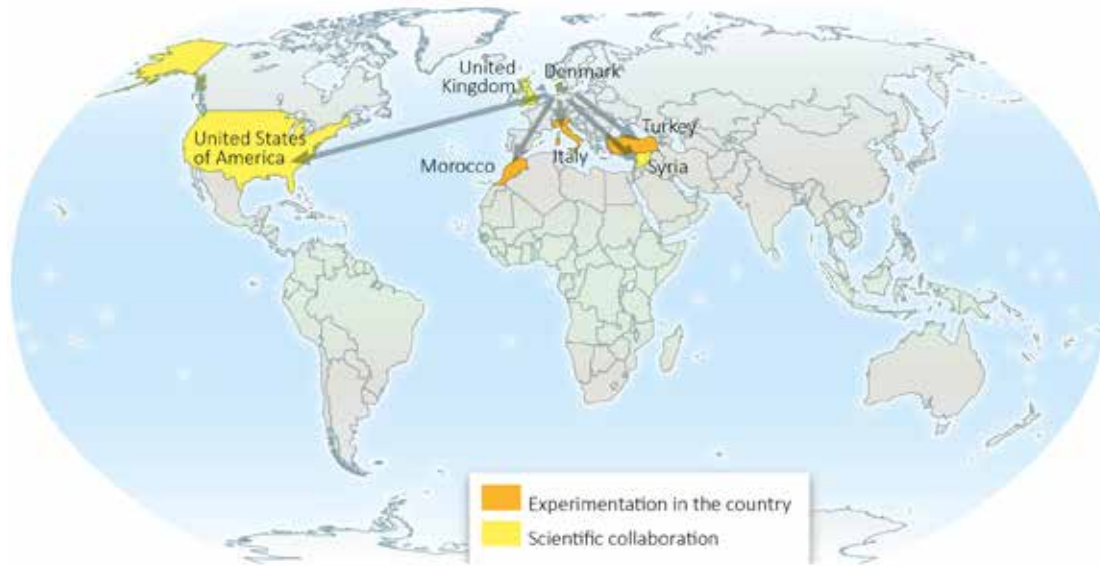 United
Kingdom
Denmark
United States
of America
Turkey
Morocco
Italy
Syria
Experimentation in the country
Scientific collaboration